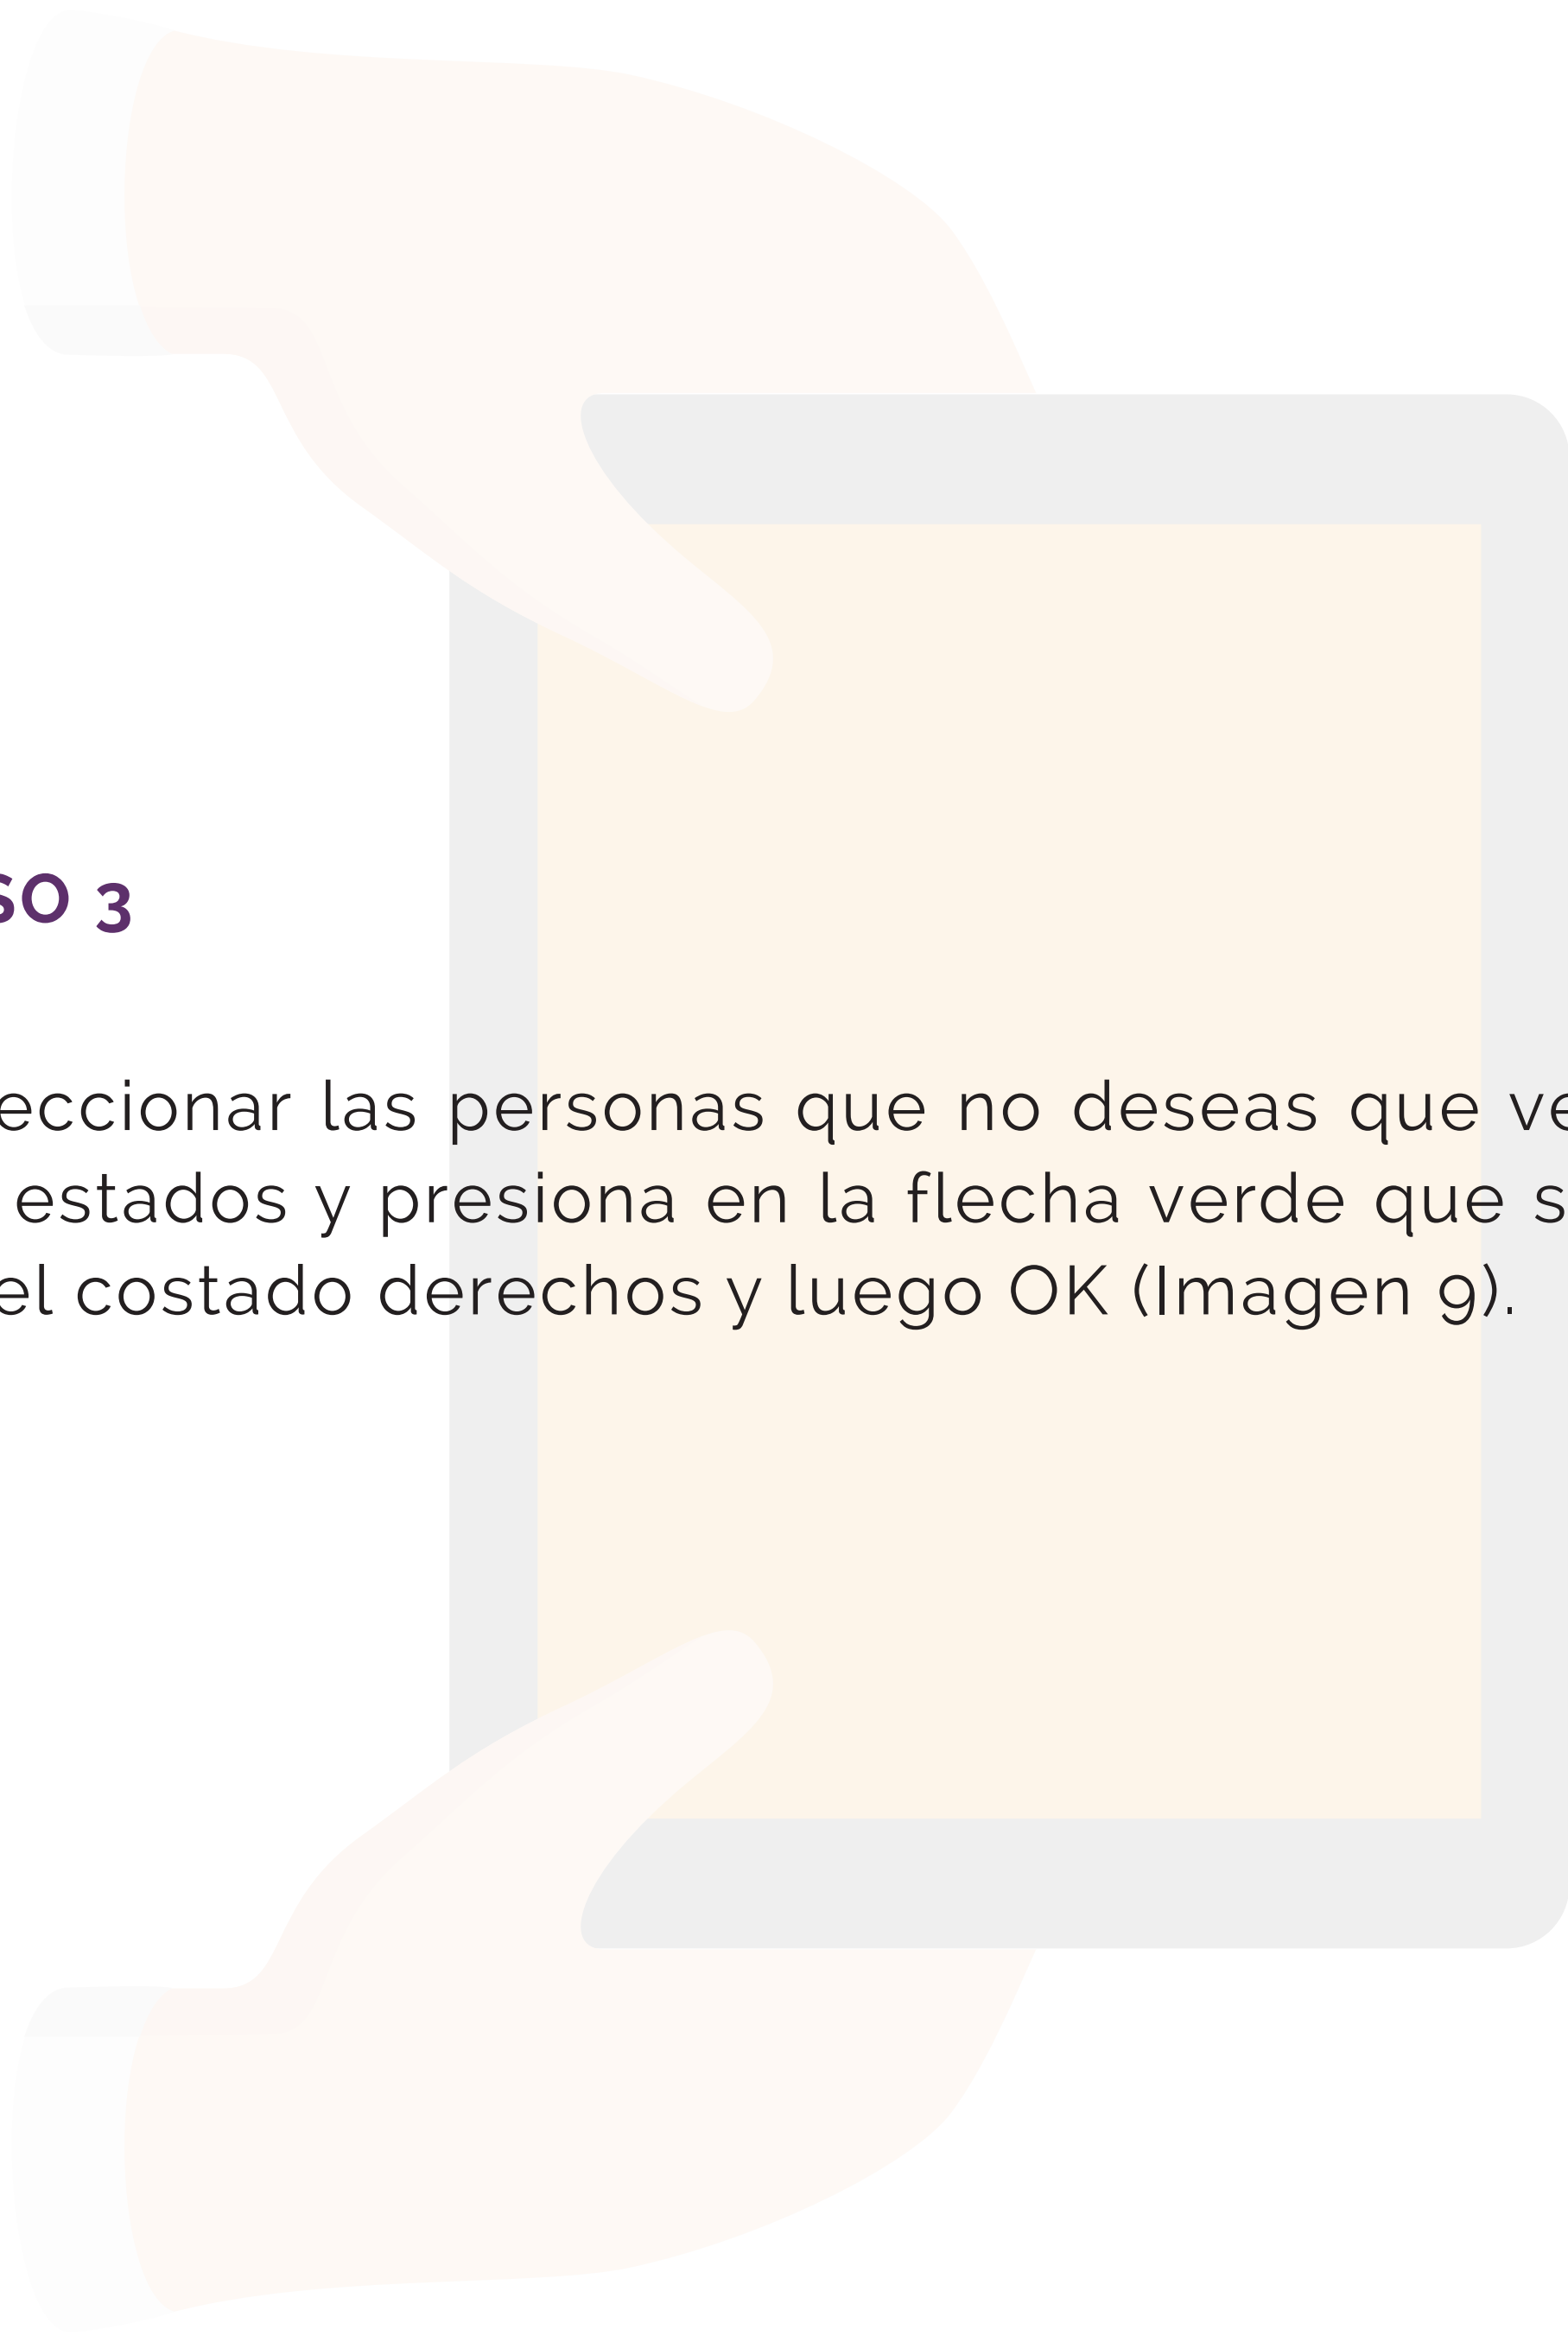 SO 3
eccionar las personas que no deseas que ve
estados y presiona en la flecha verde que s
el costado derechos y luego OK (Imagen 9).